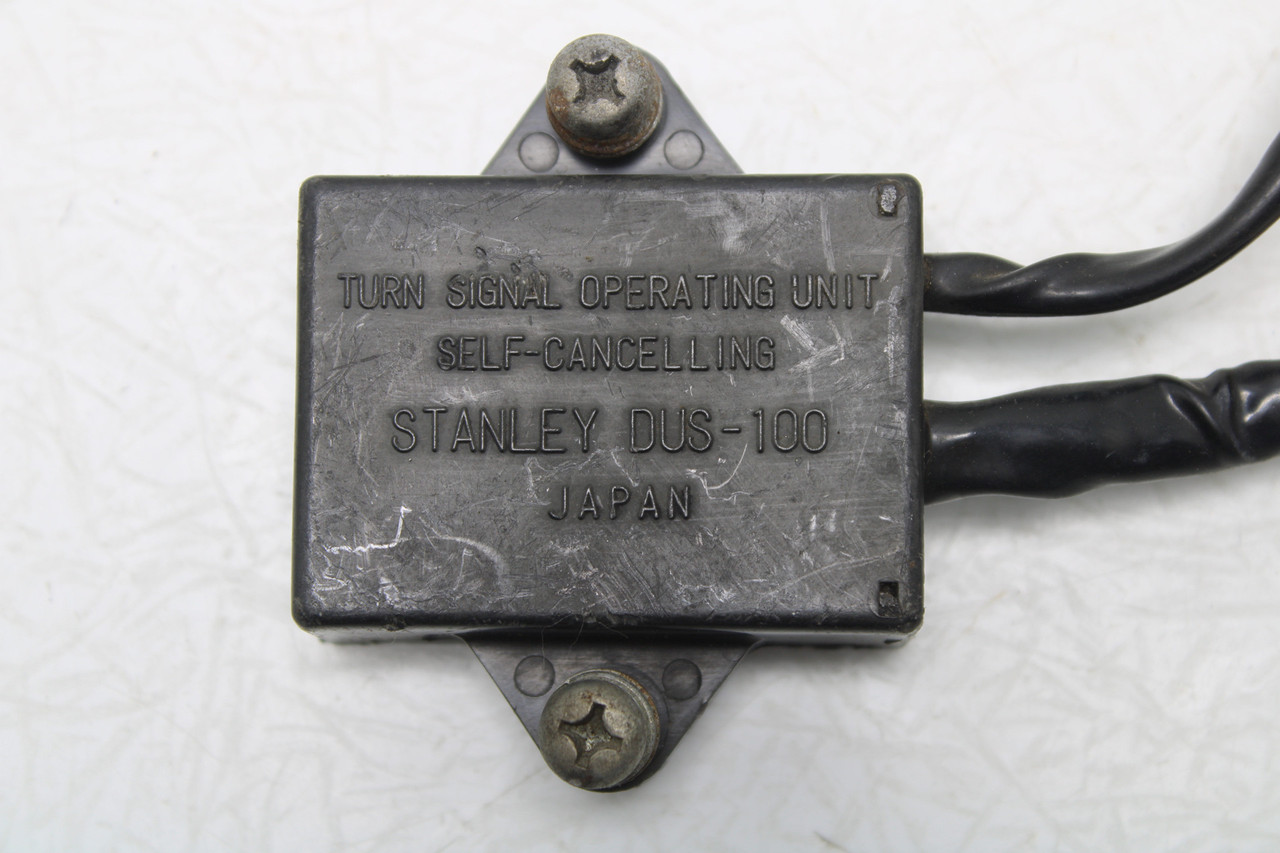 TURN SIGNAL OPERATING UNIT
SELF-CANCELLING
STANLEY DUS-100
JAPAN